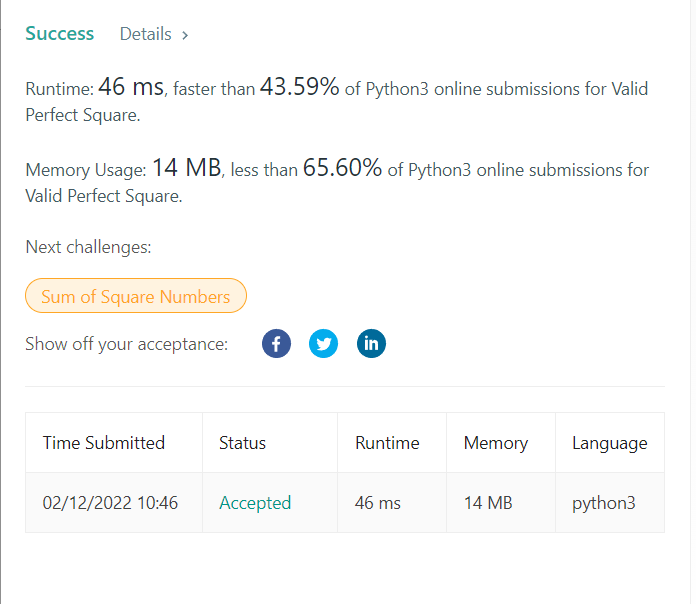 Success Details >
Runtime: 46 ms, faster than 43.59% of Python3 online submissions for Valid
Perfect Square.
Memory Usage: 14 MB, less than 65.60% of Python3 online submissions for
Valid Perfect Square.
Next challenges:
Sum of Square Numbers
Show off your acceptance: f in
Time Submitted Status Runtime Memory Language
02/12/2022 10:46 Accepted 46 ms 14 MB python3